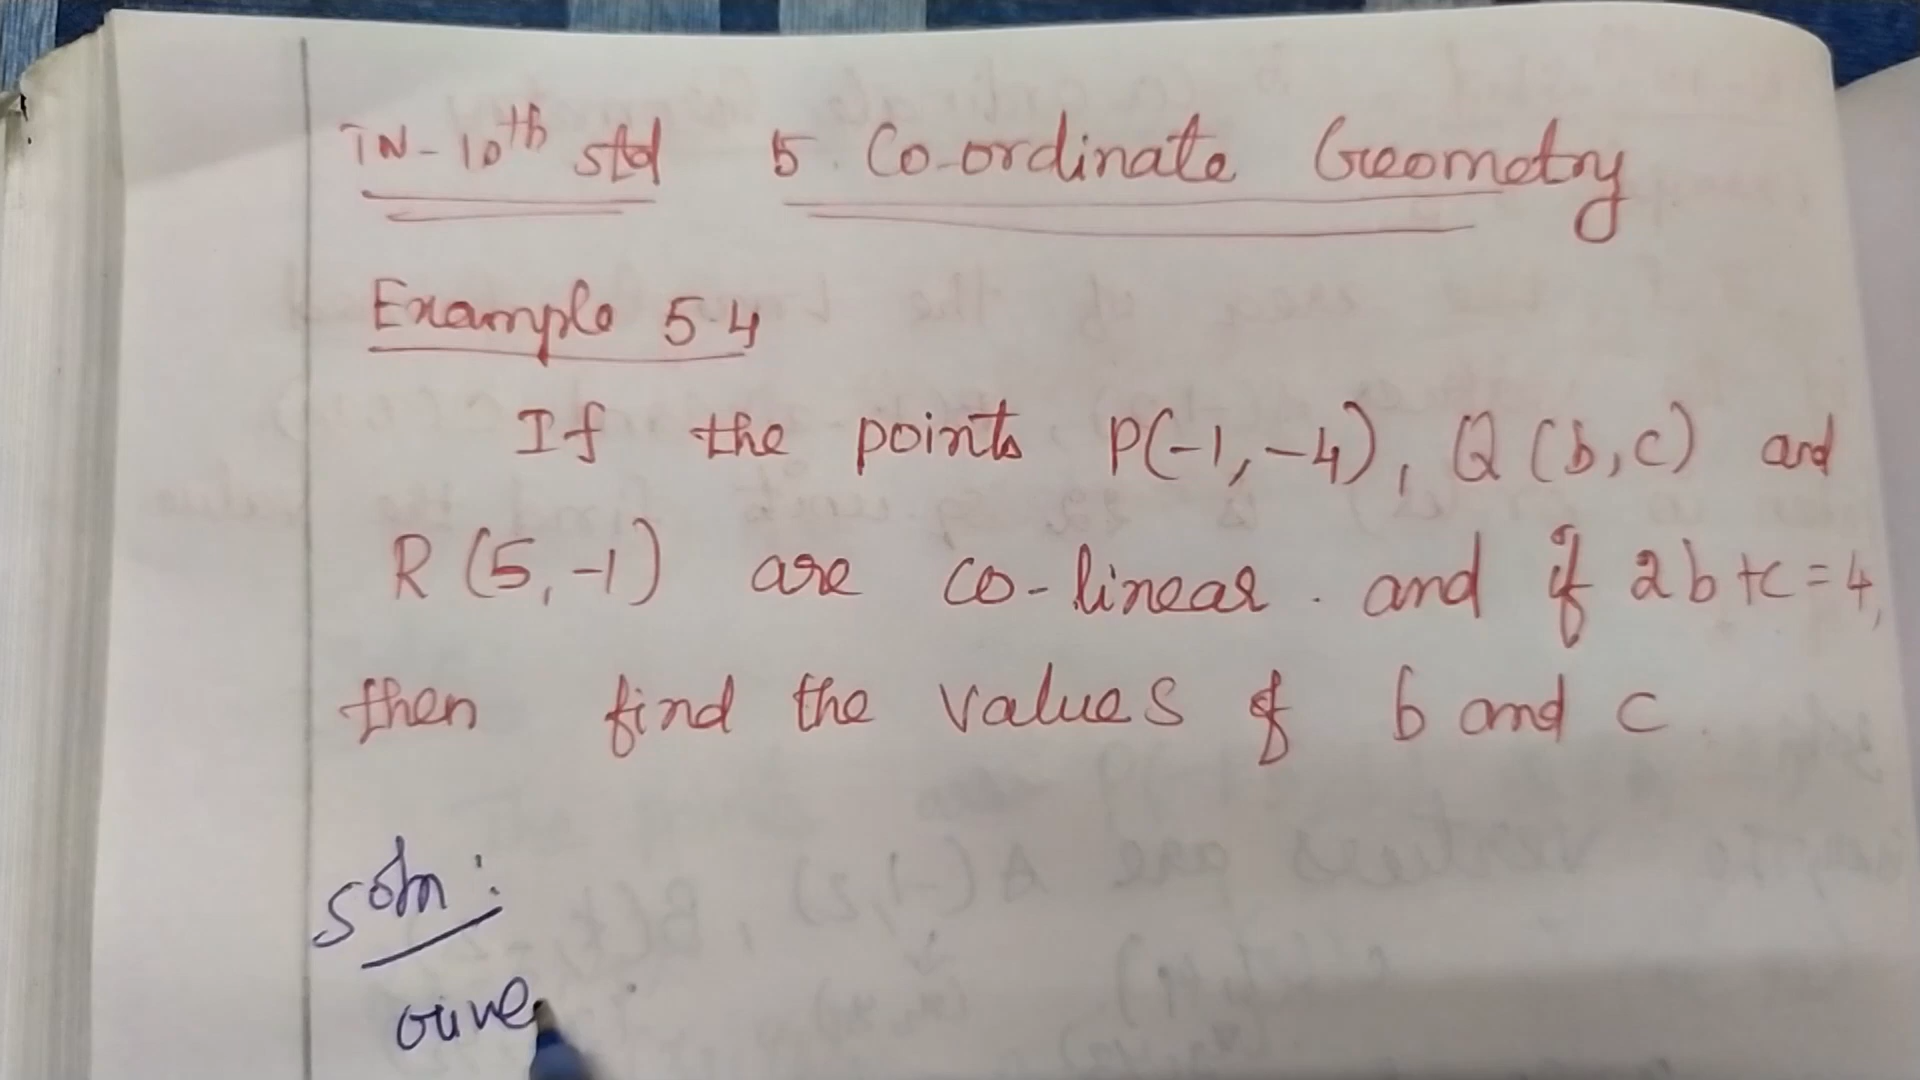 TN-10th std 5. Co-ordinate Geometry
Example 5.4
If the points P(-1,-4), Q(b,c) and
R(5,-1) are co-linear. and if 2b+c=4,
then find the values of b and c.
Soln:
Give